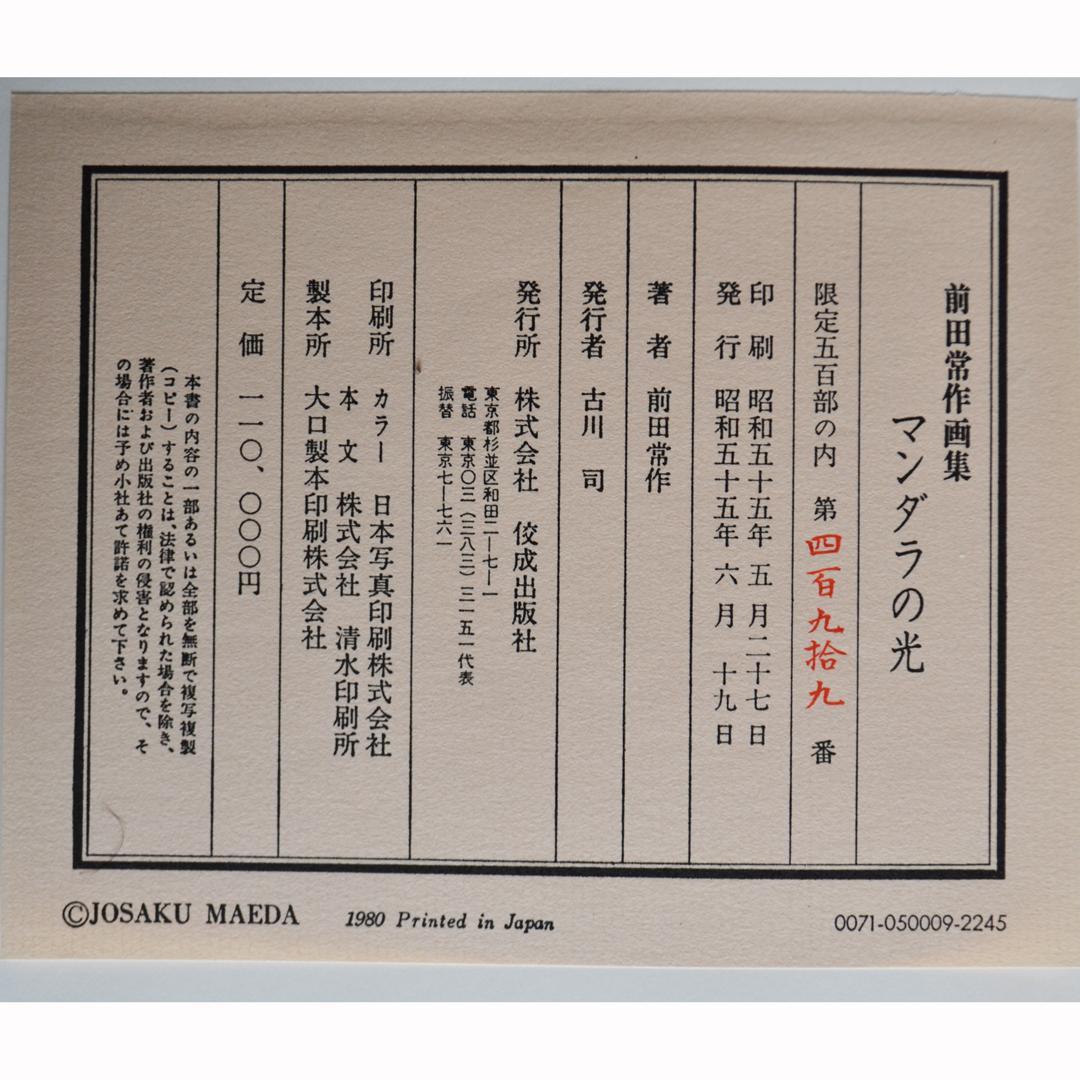 前田常作画集
マンダラの光
限定五百部の内 第四百九拾九番
印刷 昭和五十五年 五月二十七日
発行 昭和五十五年 六月 十九日
著者 前田常作
発行者 古川 司
発行所 株式会社 佼成出版社
東京都杉並区和田二―七―一
電話 東京〇三(三八三)三一五一代表
振替 東京七―七六一
印刷所 カラー 日本写真印刷株式会社
本文 株式会社 清水印刷所
製本所 大口製本印刷株式会社
定価 一一〇、〇〇〇円
本書の内容の一部あるいは全部を無断で複写複製
(コピー)することは、法律で認められた場合を除き、
著作者および出版社の権利の侵害となりますので、そ
の場合には予め小社あて許諾を求めて下さい。
©JOSAKU MAEDA 1980 Printed in Japan 0071-050009-2245